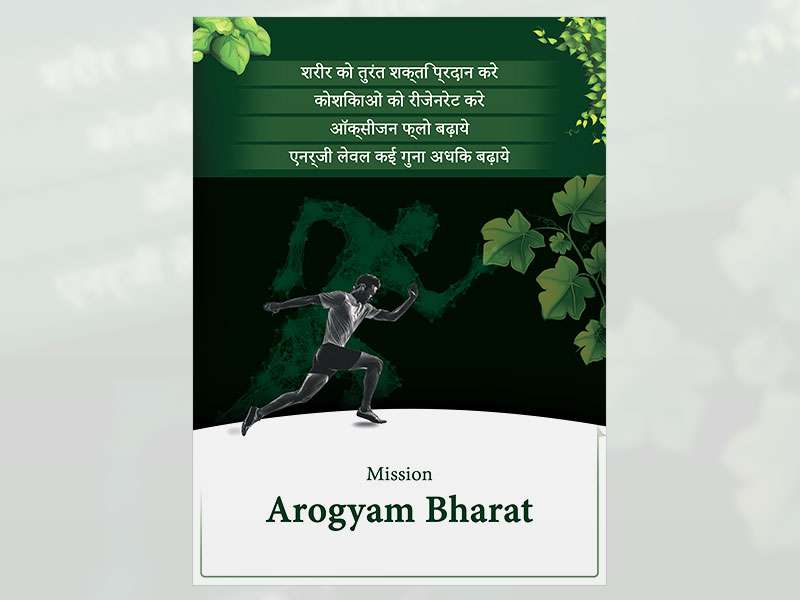 शरीर को तुरंत शक्ति प्रदान करे
कोशिकाओं को रीजेनरेट करे
ऑक्सीजन फ्लो बढ़ाये
एनर्जी लेवल कई गुना अधिक बढ़ाये
Mission
Arogyam Bharat